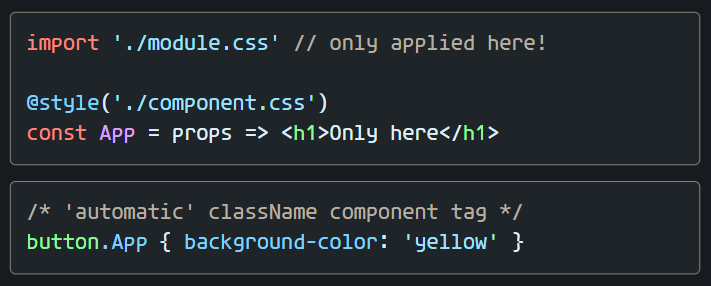 import './module.css' // only applied here!
@style('./component.css')
const App = props => <h1>Only here</h1>
/* 'automatic' className component tag */
button.App { background-color: 'yellow' }